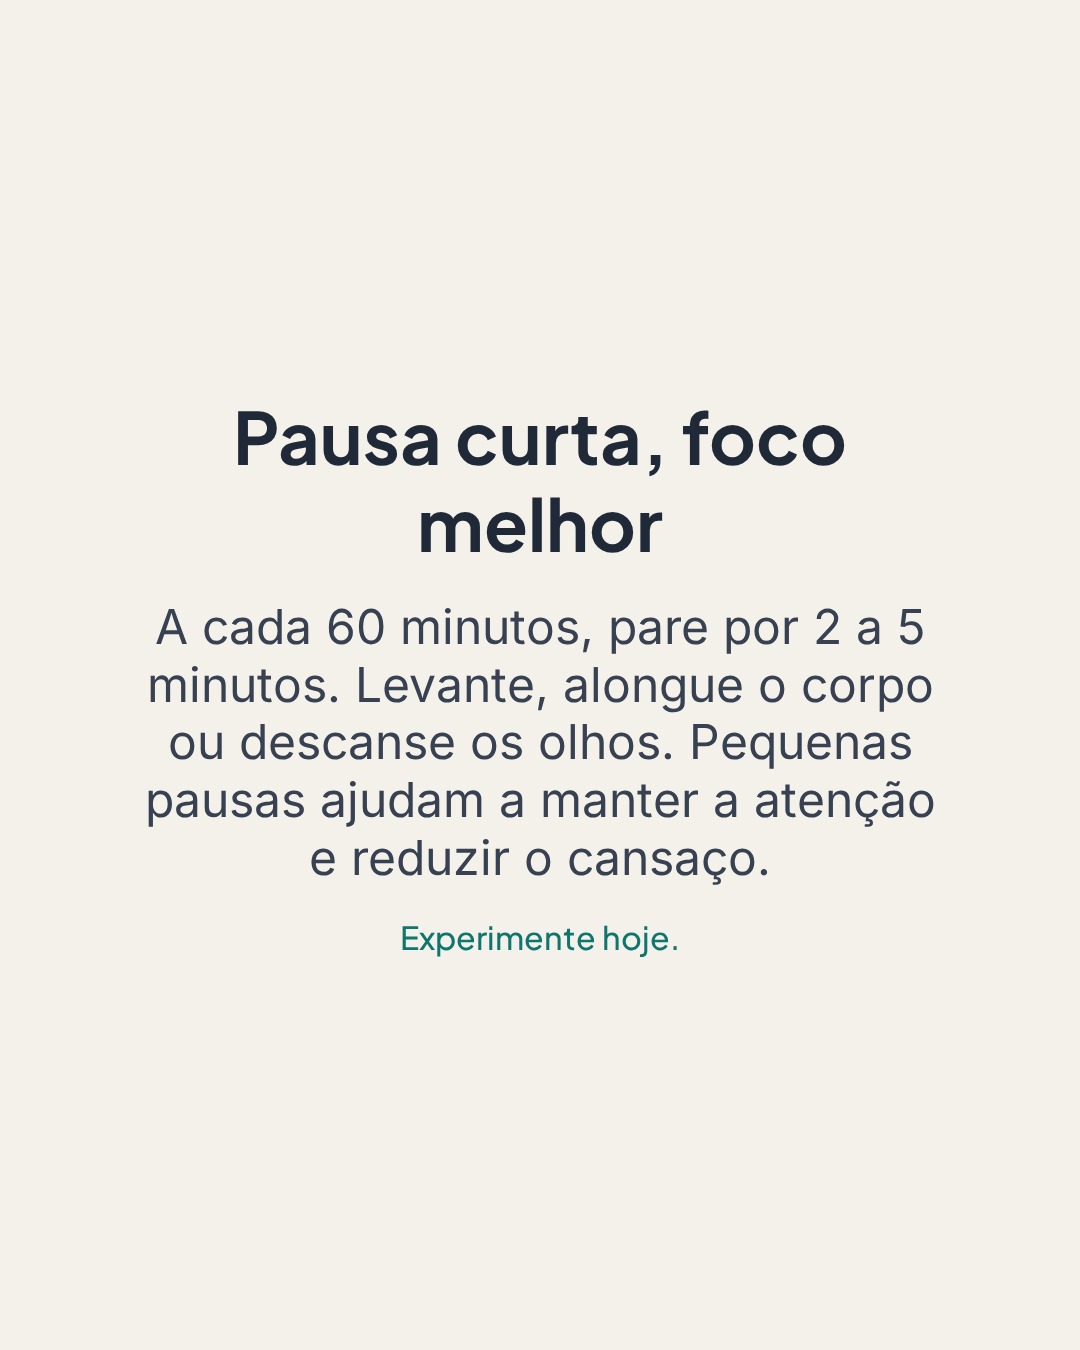 Pausa curta, foco
melhor
A cada 60 minutos, pare por 2 a 5
minutos. Levante, alongue o corpo
ou descanse os olhos. Pequenas
pausas ajudam a manter a atenção
e reduzir o cansaço.
Experimente hoje.